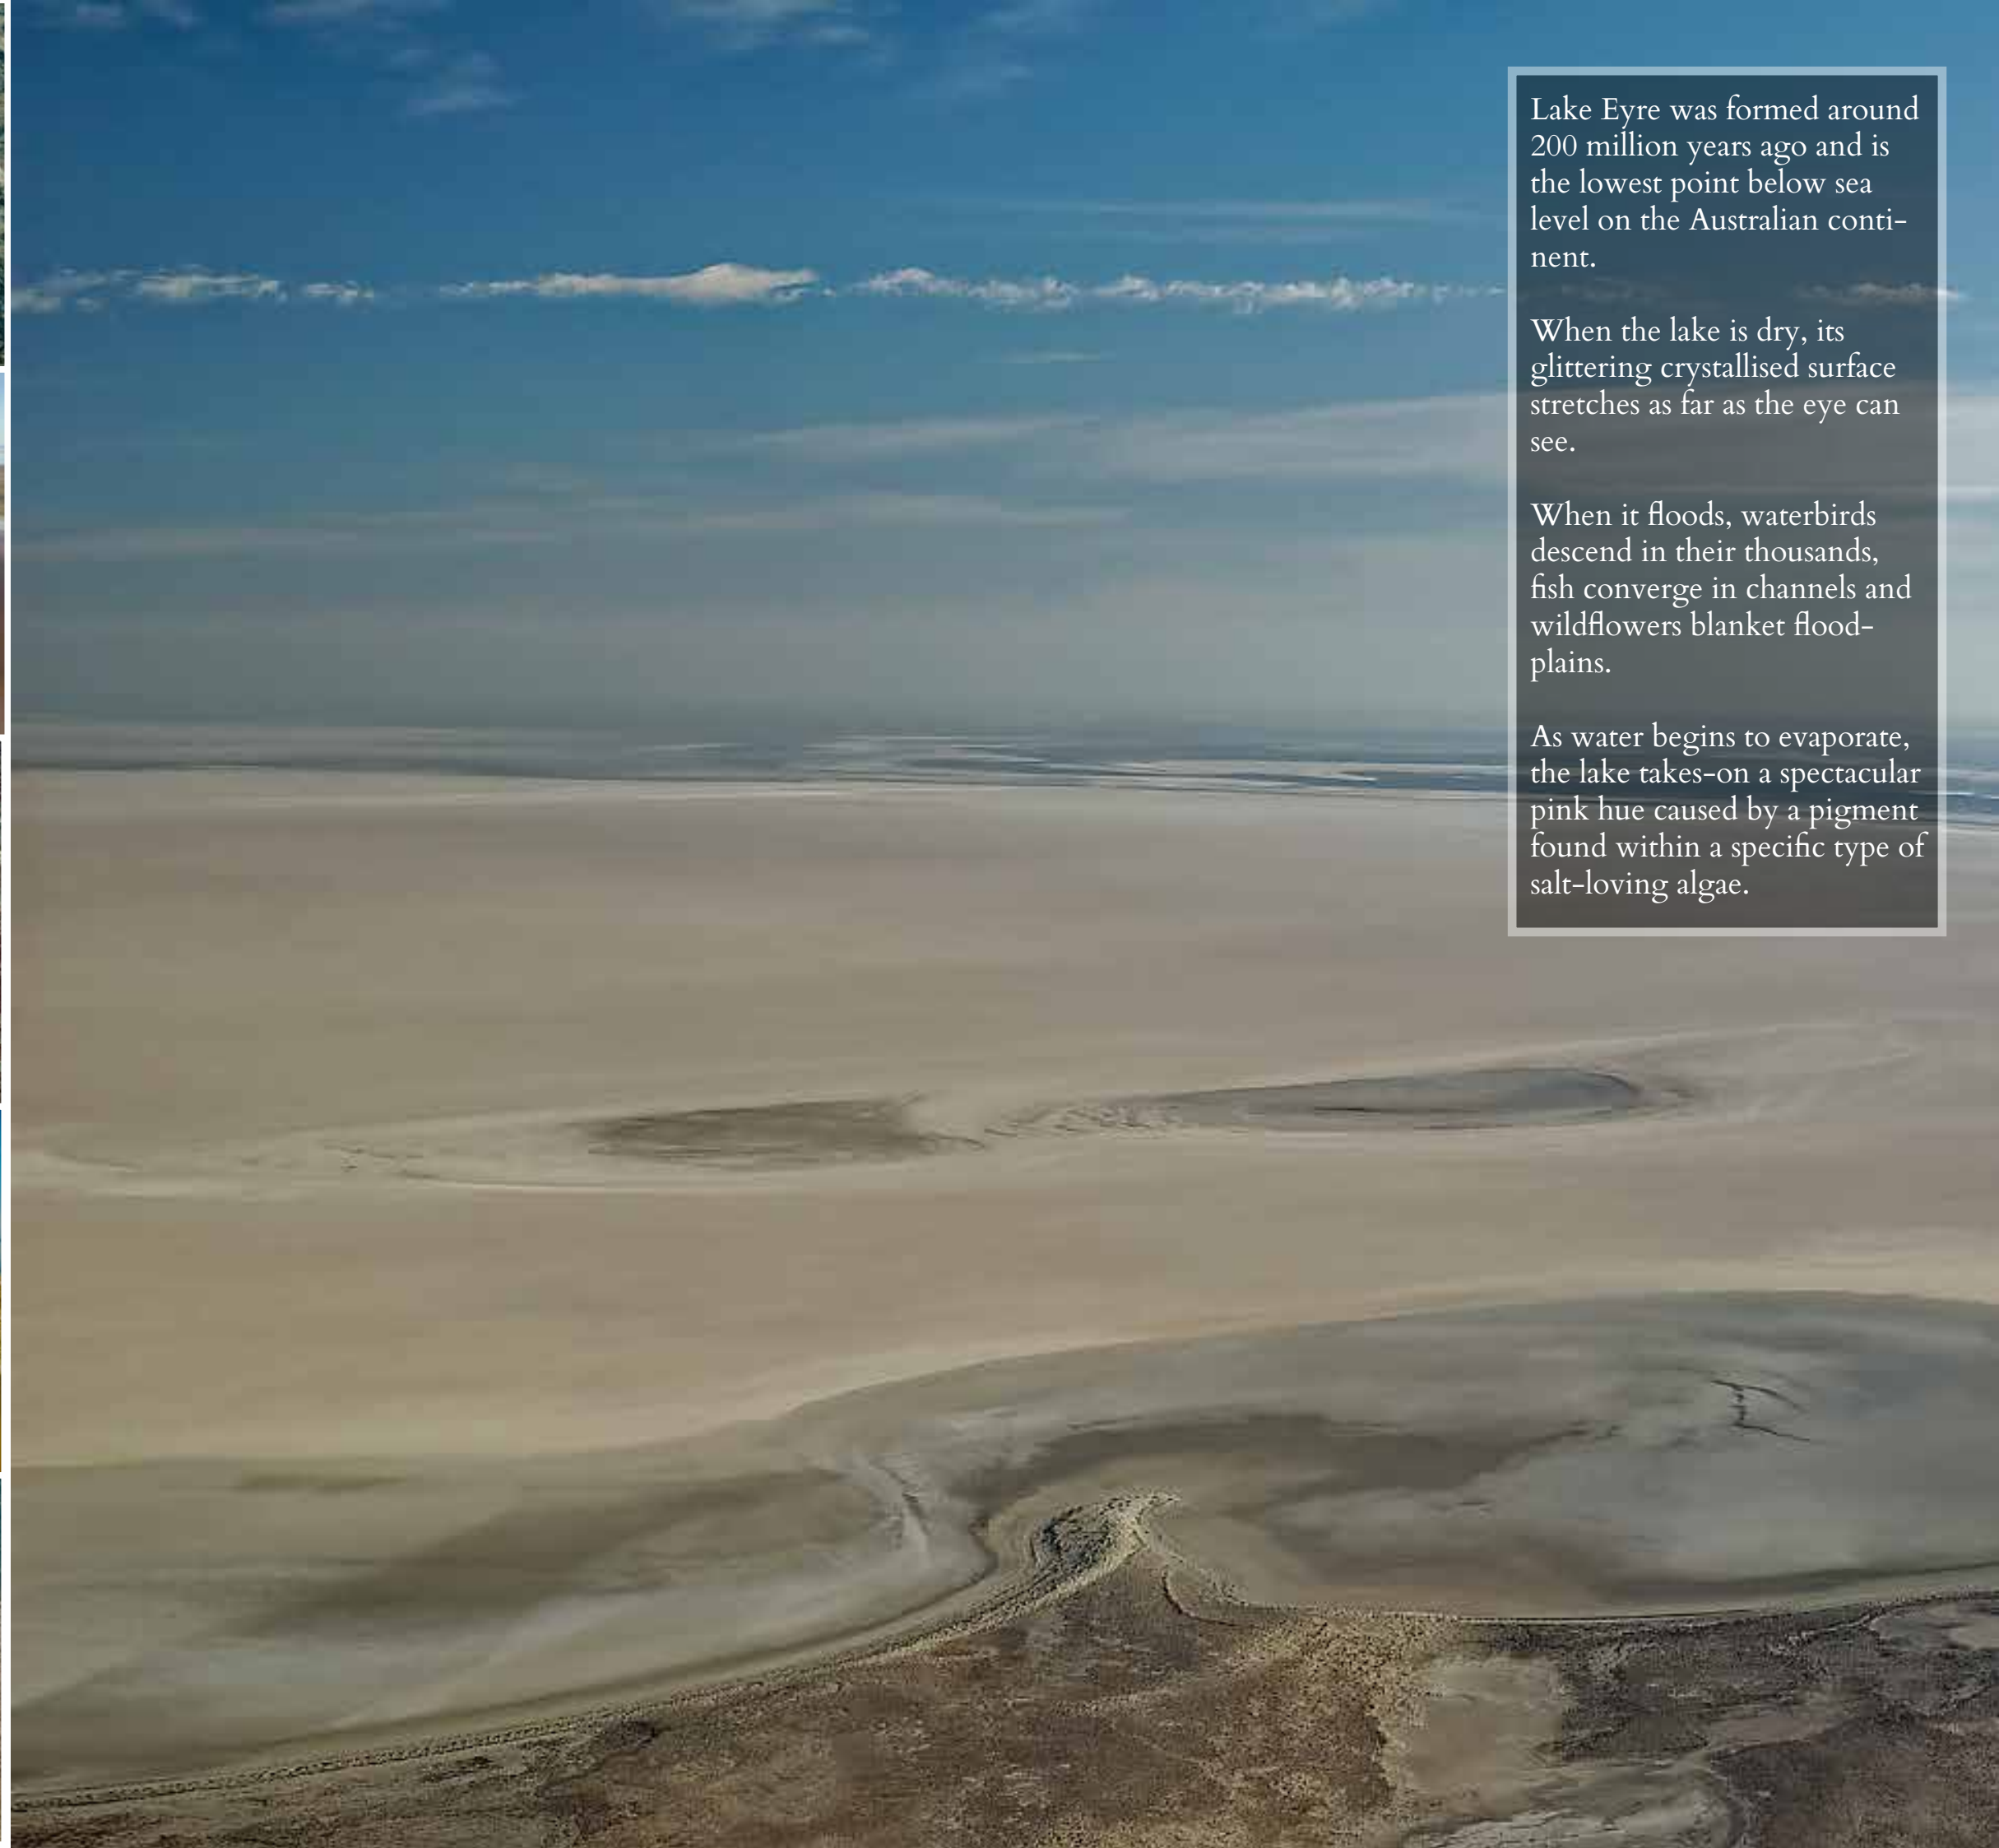 Lake Eyre was formed around
200 million years ago and is
the lowest point below sea
level on the Australian conti-
nent.
When the lake is dry, its
glittering crystallised surface
stretches as far as the eye can
see.
When it floods, waterbirds
descend in their thousands,
fish converge in channels and
wildflowers blanket flood-
plains.
As water begins to evaporate,
the lake takes-on a spectacular
pink hue caused by a pigment
found within a specific type of
salt-loving algae.